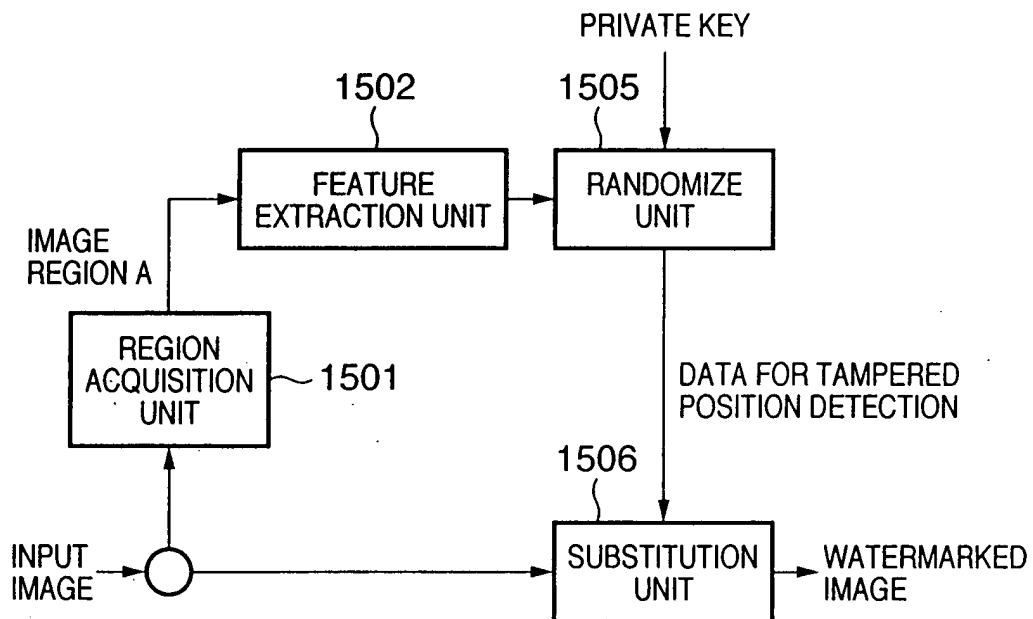 PRIVATE KEY
1502
1505
FEATURE
EXTRACTION UNIT
RANDOMIZE
UNIT
IMAGE
REGION A
REGION
ACQUISITION
UNIT
1501
DATA FOR TAMPERED
POSITION DETECTION
1506
INPUT
IMAGE
SUBSTITUTION
UNIT
WATERMARKED
IMAGE